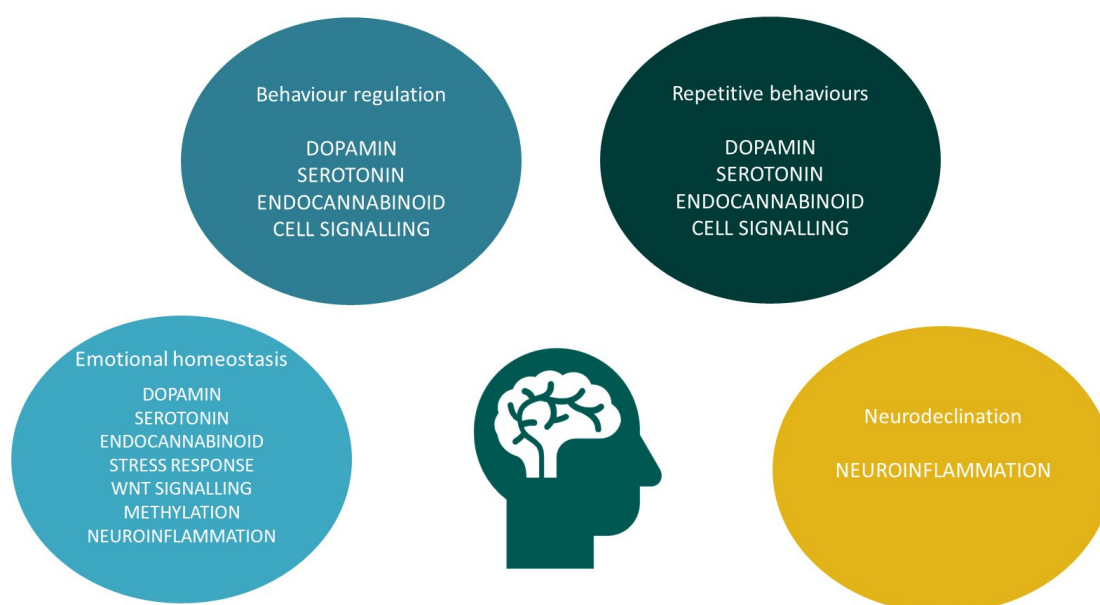 Behaviour regulation
DOPAMIN
SEROTONIN
ENDOCANNABINOID
CELL SIGNALLING
Repetitive behaviours
DOPAMIN
SEROTONIN
ENDOCANNABINOID
CELL SIGNALLING
Emotional homeostasis
DOPAMIN
SEROTONIN
ENDOCANNABINOID
STRESS RESPONSE
WNT SIGNALLING
METHYLATION
NEUROINFLAMMATION
Neurodeclination
NEUROINFLAMMATION